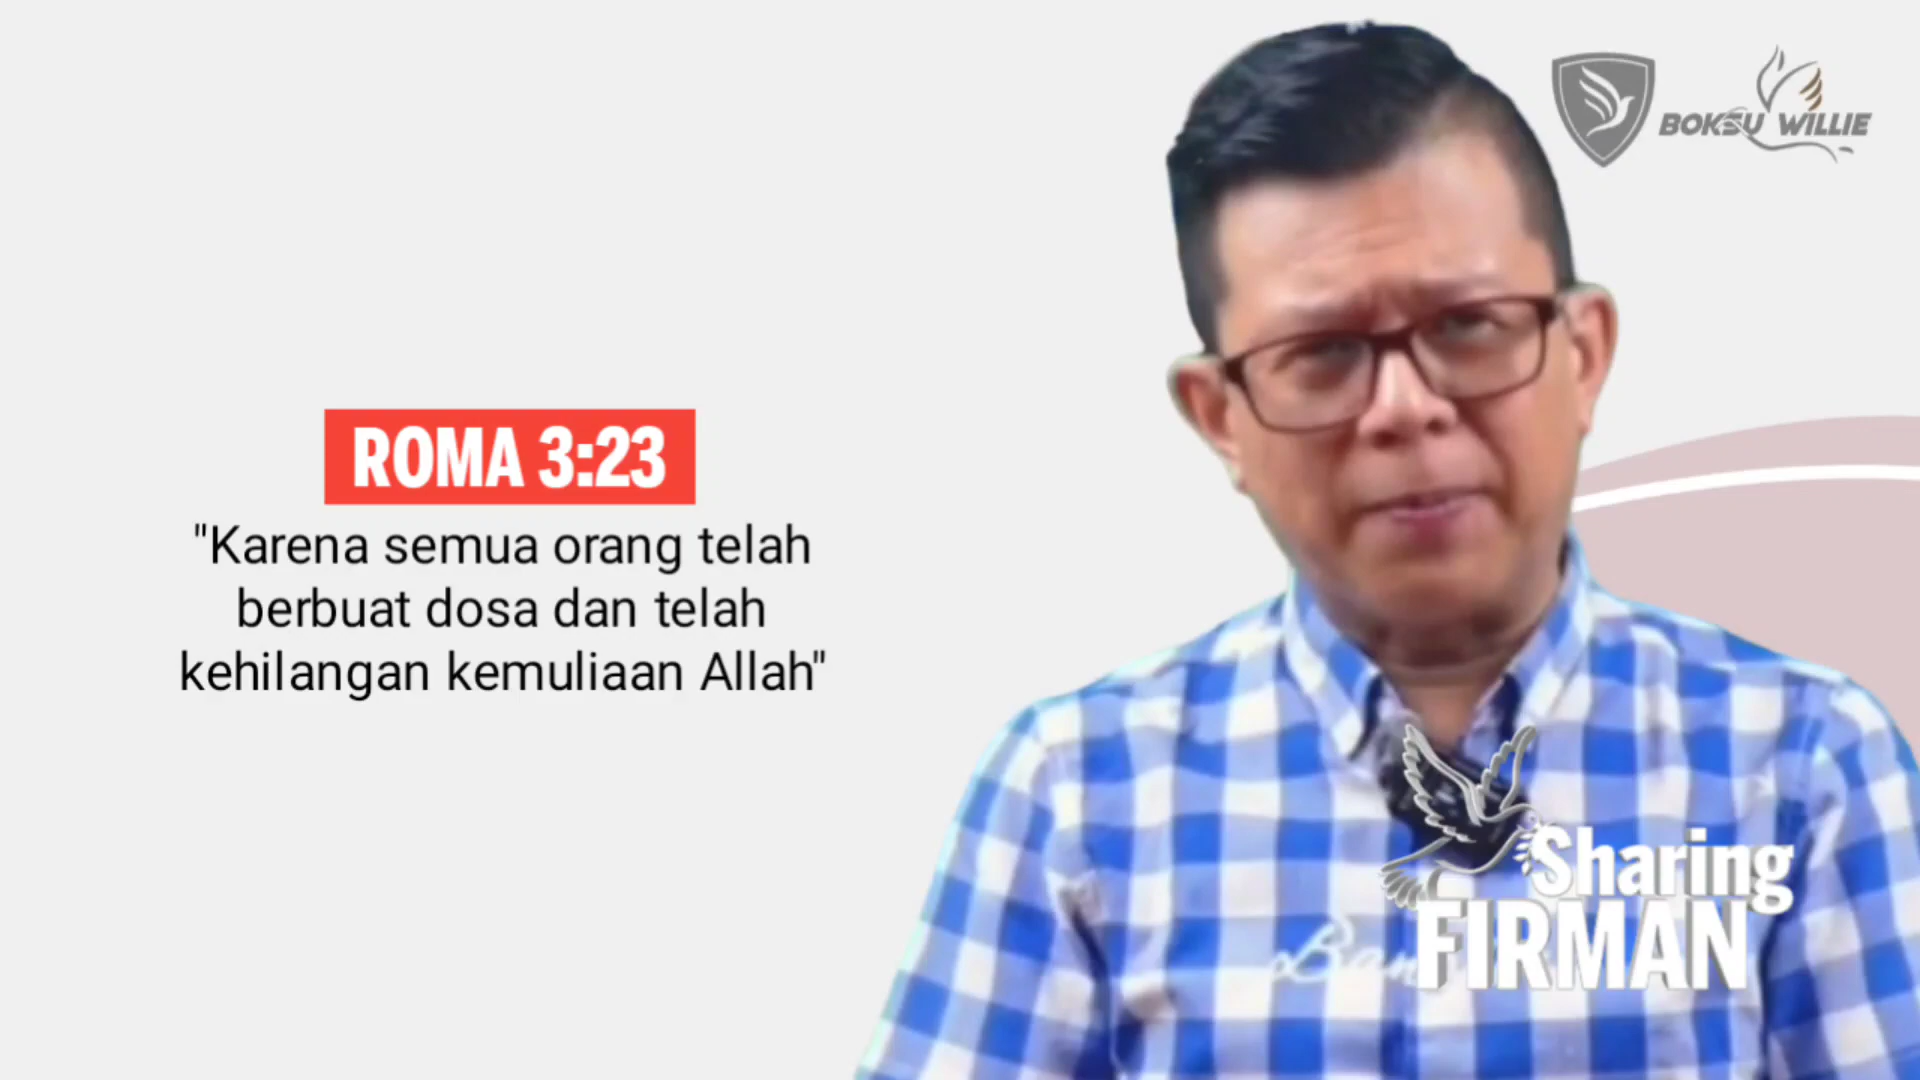 BOKSU WILLIE
ROMA 3:23
"Karena semua orang telah
berbuat dosa dan telah
kehilangan kemuliaan Allah"
Sharing
FIRMAN